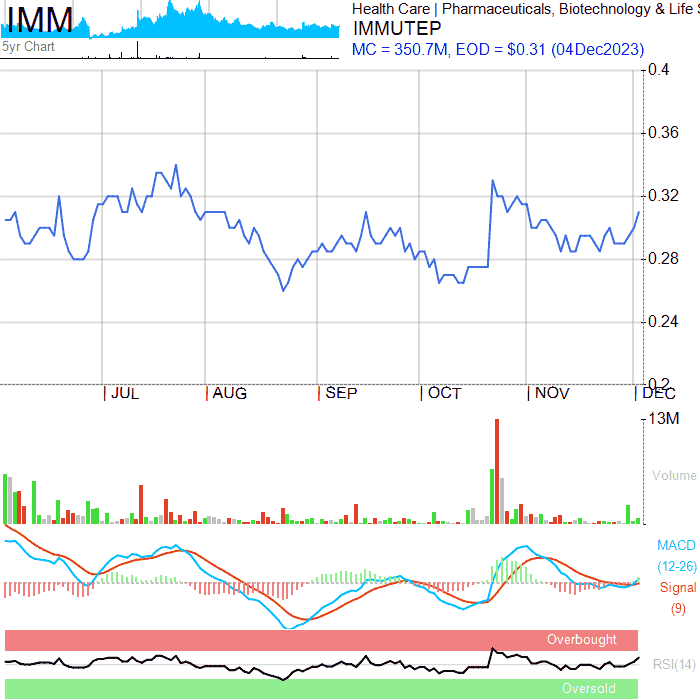 IMM
5yr Chart
Health Care | Pharmaceuticals, Biotechnology & Life S
IMMUTEP
MC = 350.7M, EOD = $0.31 (04Dec2023)
0.4
0.36
0.32
0.28
0.24
0.2
JUL AUG SEP OCT NOV DEC
13M
Volume
MACD
(12-26)
Signal
(9)
Overbought
RSI(14)
Oversold